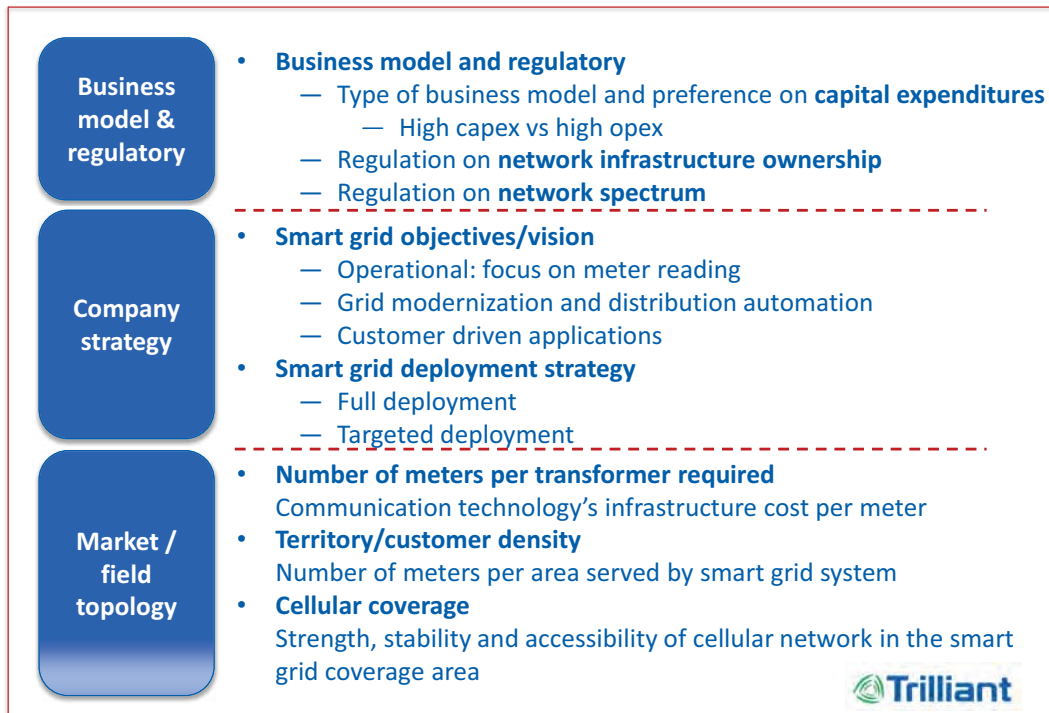 Business
model &
regulatory
• Business model and regulatory
— Type of business model and preference on capital expenditures
— High capex vs high opex
— Regulation on network infrastructure ownership
— Regulation on network spectrum
Company
strategy
• Smart grid objectives/vision
— Operational: focus on meter reading
— Grid modernization and distribution automation
— Customer driven applications
• Smart grid deployment strategy
— Full deployment
— Targeted deployment
Market /
field
topology
• Number of meters per transformer required
Communication technology’s infrastructure cost per meter
• Territory/customer density
Number of meters per area served by smart grid system
• Cellular coverage
Strength, stability and accessibility of cellular network in the smart
grid coverage area
Trilliant